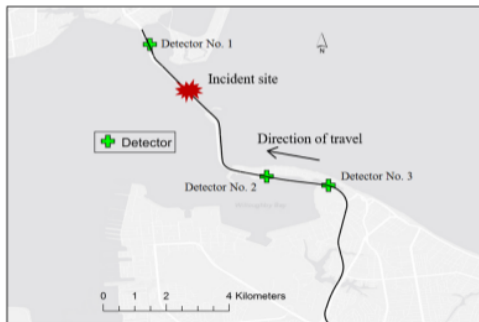 Detector No. 1
N
Incident site
Detector
Direction of travel
Detector No. 2
Detector No. 3
0 1 2 4 Kilometers